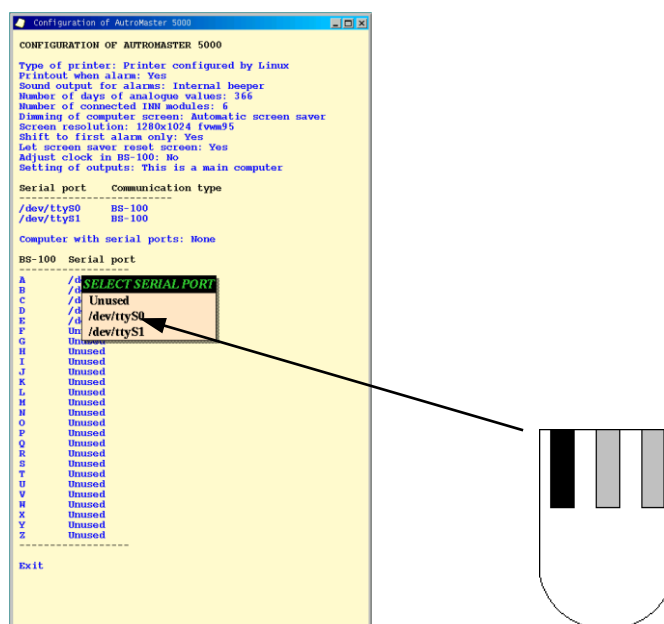 Configuration of AutroMaster 5000
CONFIGURATION OF AUTROMASTER 5000
Type of printer: Printer configured by Linux
Printout when alarm: Yes
Sound output for alarms: Internal beeper
Number of days of analogue values: 366
Number of connected INN modules: 6
Dimming of computer screen: Automatic screen saver
Screen resolution: 1280x1024 fvwm95
Shift to first alarm only: Yes
Let screen saver reset screen: Yes
Adjust clock in BS-100: No
Setting of outputs: This is a main computer
Serial port Communication type
/dev/ttyS0 BS-100
/dev/ttyS1 BS-100
Computer with serial ports: None
BS-100 Serial port
A
B
C
D
E
F
G
SELECT SERIAL PORT
Unused
/dev/ttyS0
/dev/ttyS1
H Unused
I Unused
J Unused
K Unused
L Unused
M Unused
N Unused
O Unused
P Unused
Q Unused
R Unused
S Unused
T Unused
U Unused
V Unused
W Unused
X Unused
Y Unused
Z Unused
Exit